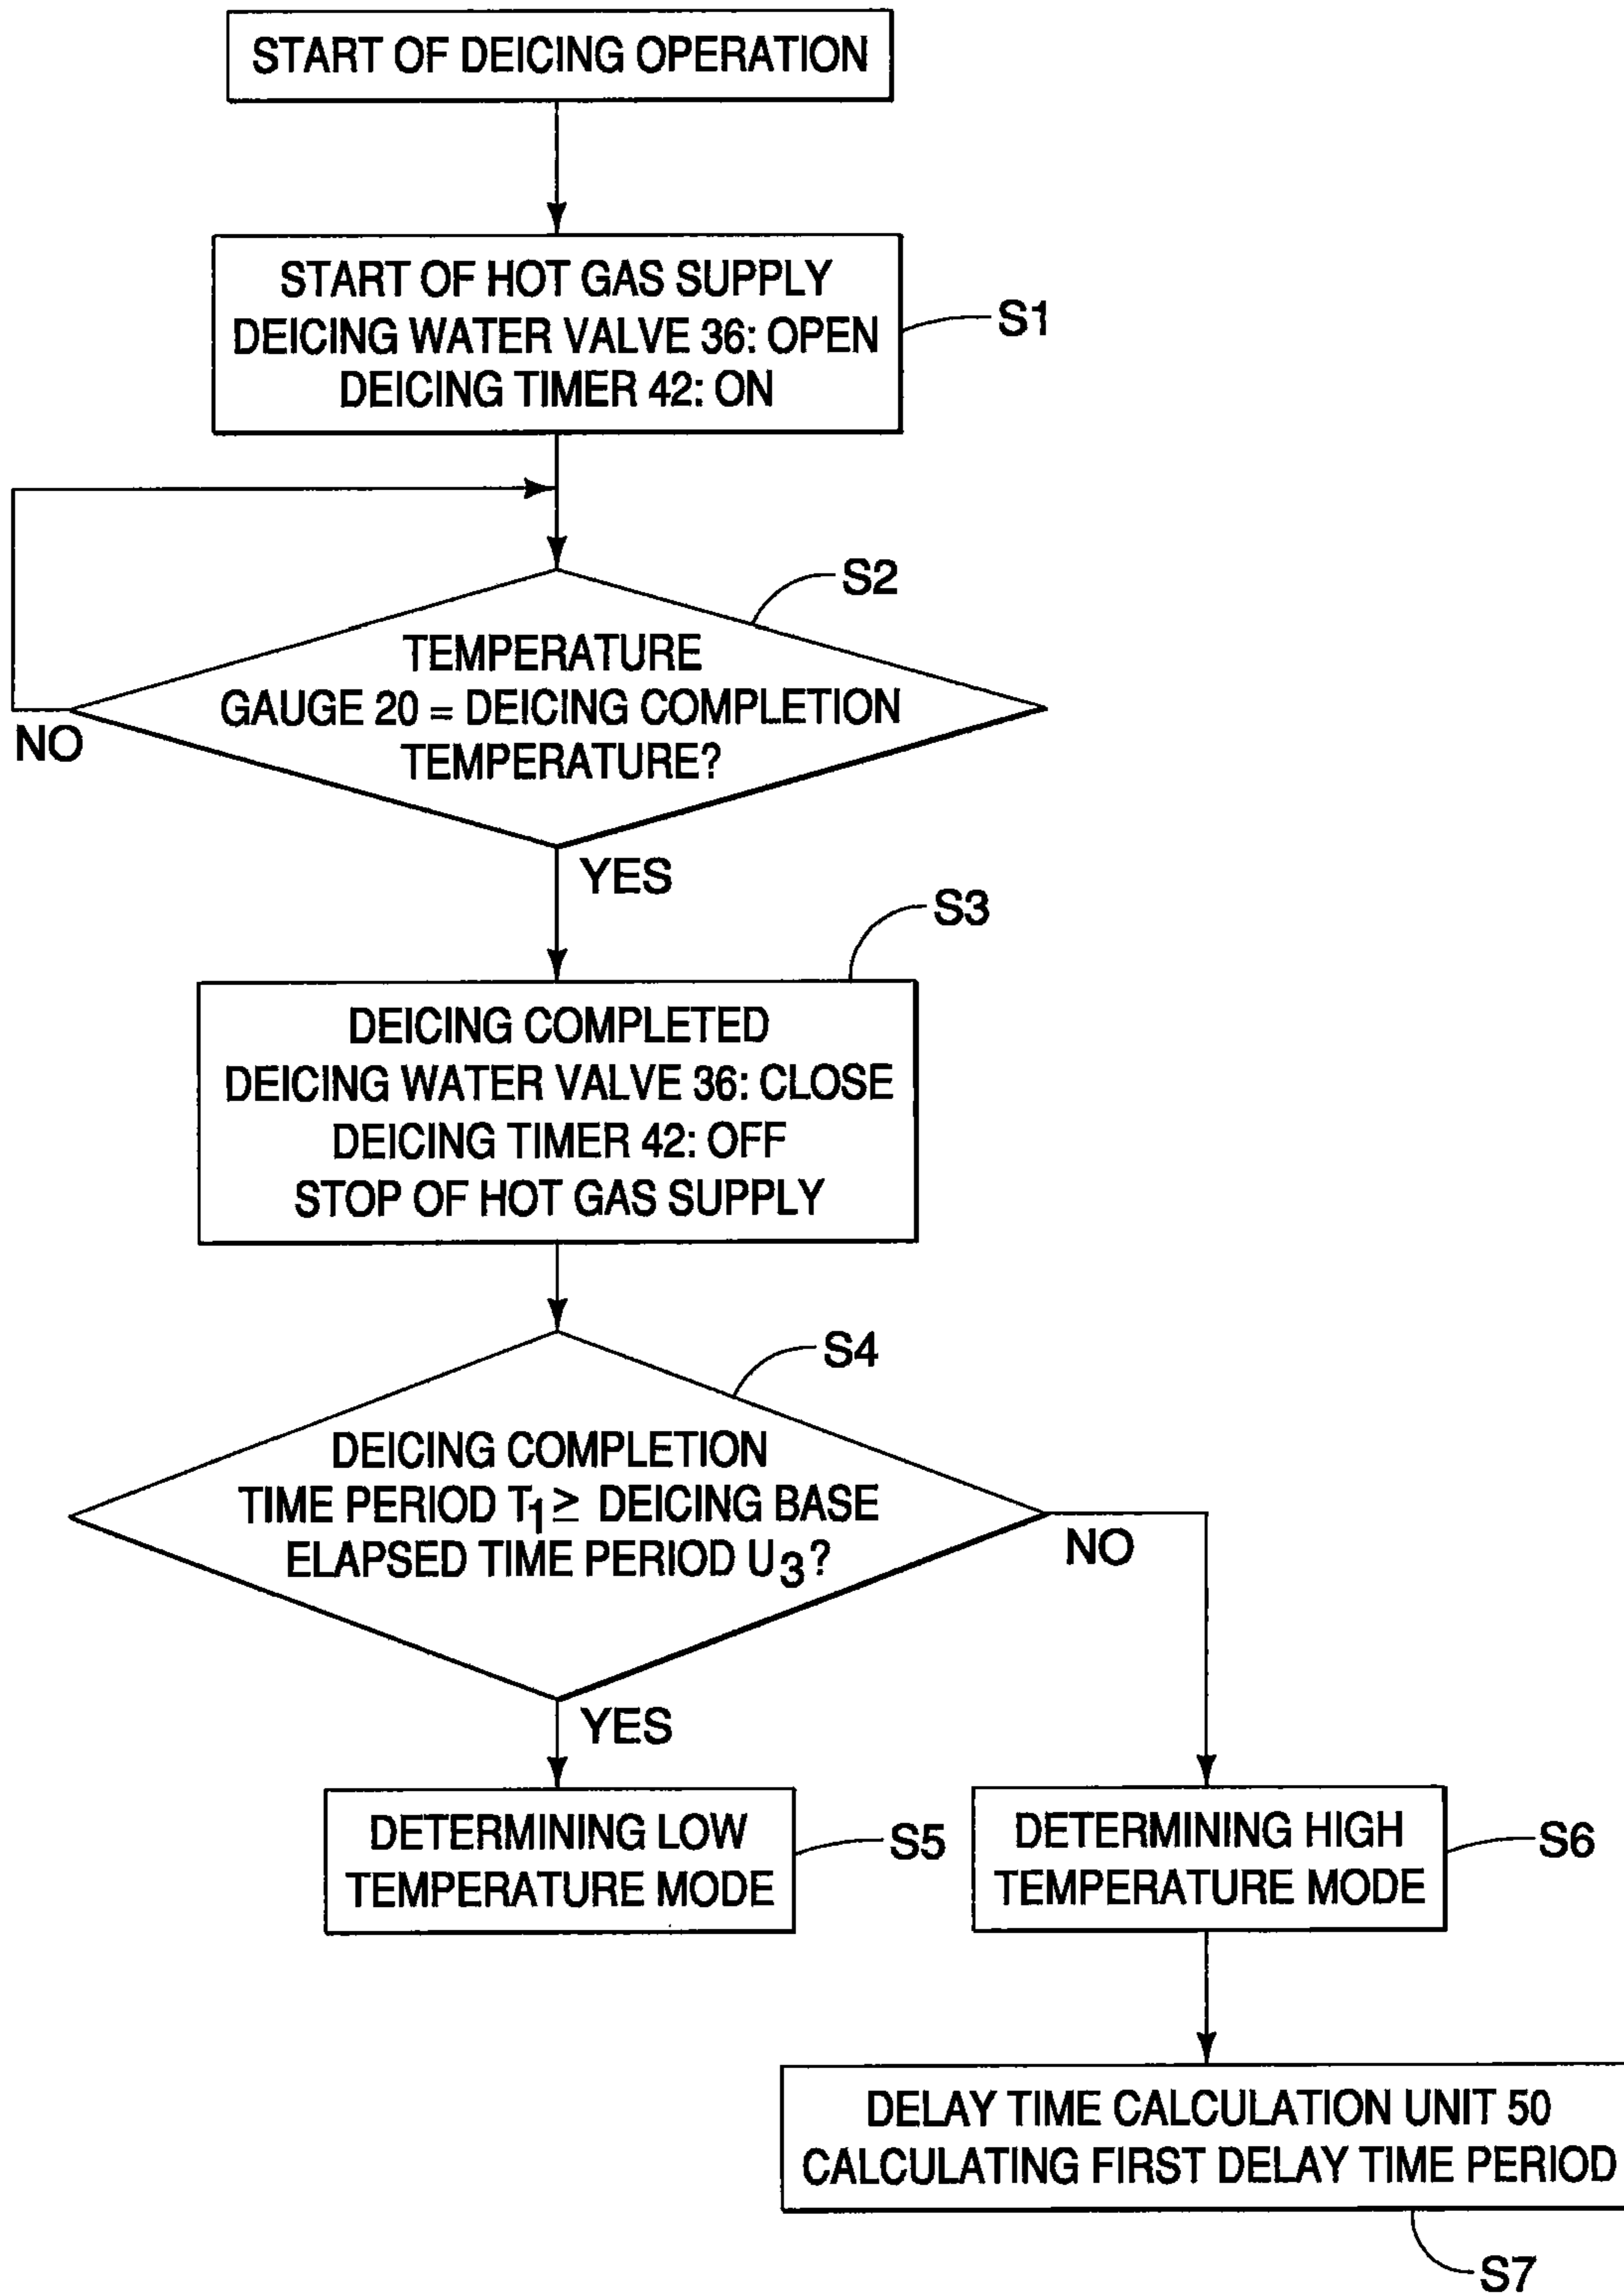 START OF DEICING OPERATION
START OF HOT GAS SUPPLY
DEICING WATER VALVE 36: OPEN
DEICING TIMER 42: ON
S1
S2
TEMPERATURE
GAUGE 20 = DEICING COMPLETION
TEMPERATURE?
NO
YES
S3
DEICING COMPLETED
DEICING WATER VALVE 36: CLOSE
DEICING TIMER 42: OFF
STOP OF HOT GAS SUPPLY
S4
DEICING COMPLETION
TIME PERIOD T₁ ≥ DEICING BASE
ELAPSED TIME PERIOD U₃?
NO
YES
DETERMINING LOW
TEMPERATURE MODE
S5
DETERMINING HIGH
TEMPERATURE MODE
S6
DELAY TIME CALCULATION UNIT 50
CALCULATING FIRST DELAY TIME PERIOD
S7